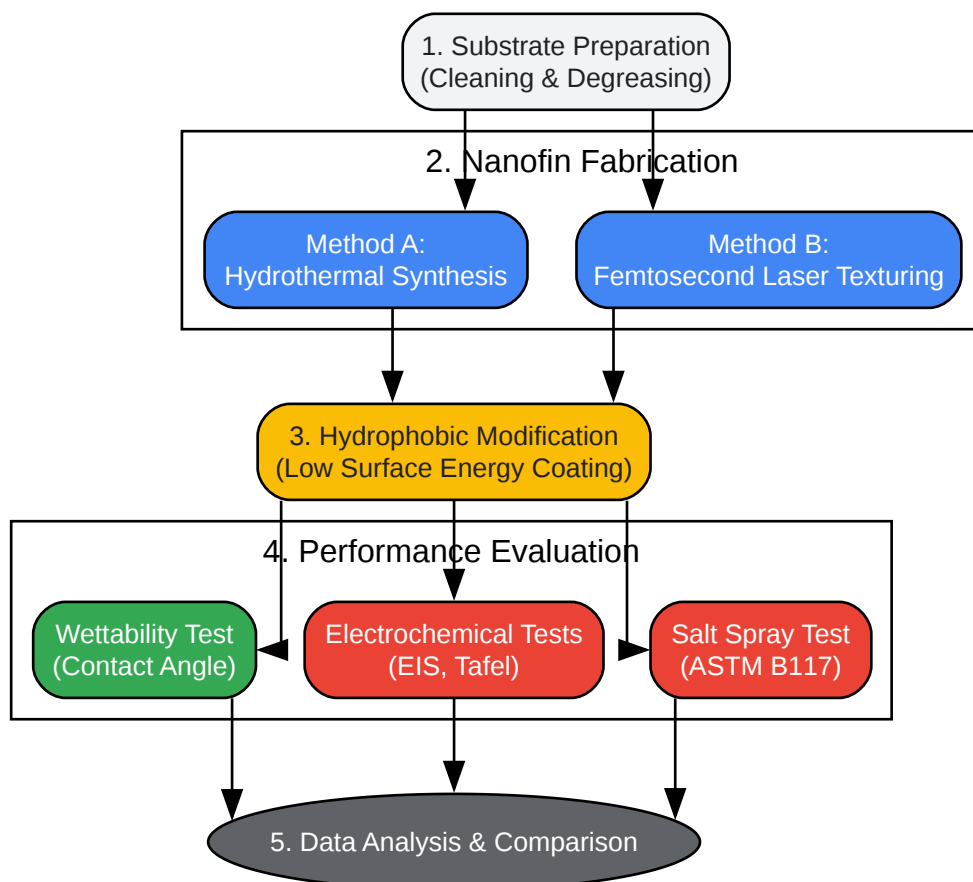 1. Substrate Preparation
(Cleaning & Degreasing)
2. Nanofin Fabrication
Method A:
Hydrothermal Synthesis
Method B:
Femtosecond Laser Texturing
3. Hydrophobic Modification
(Low Surface Energy Coating)
4. Performance Evaluation
Wettability Test
(Contact Angle)
Electrochemical Tests
(EIS, Tafel)
Salt Spray Test
(ASTM B117)
5. Data Analysis & Comparison